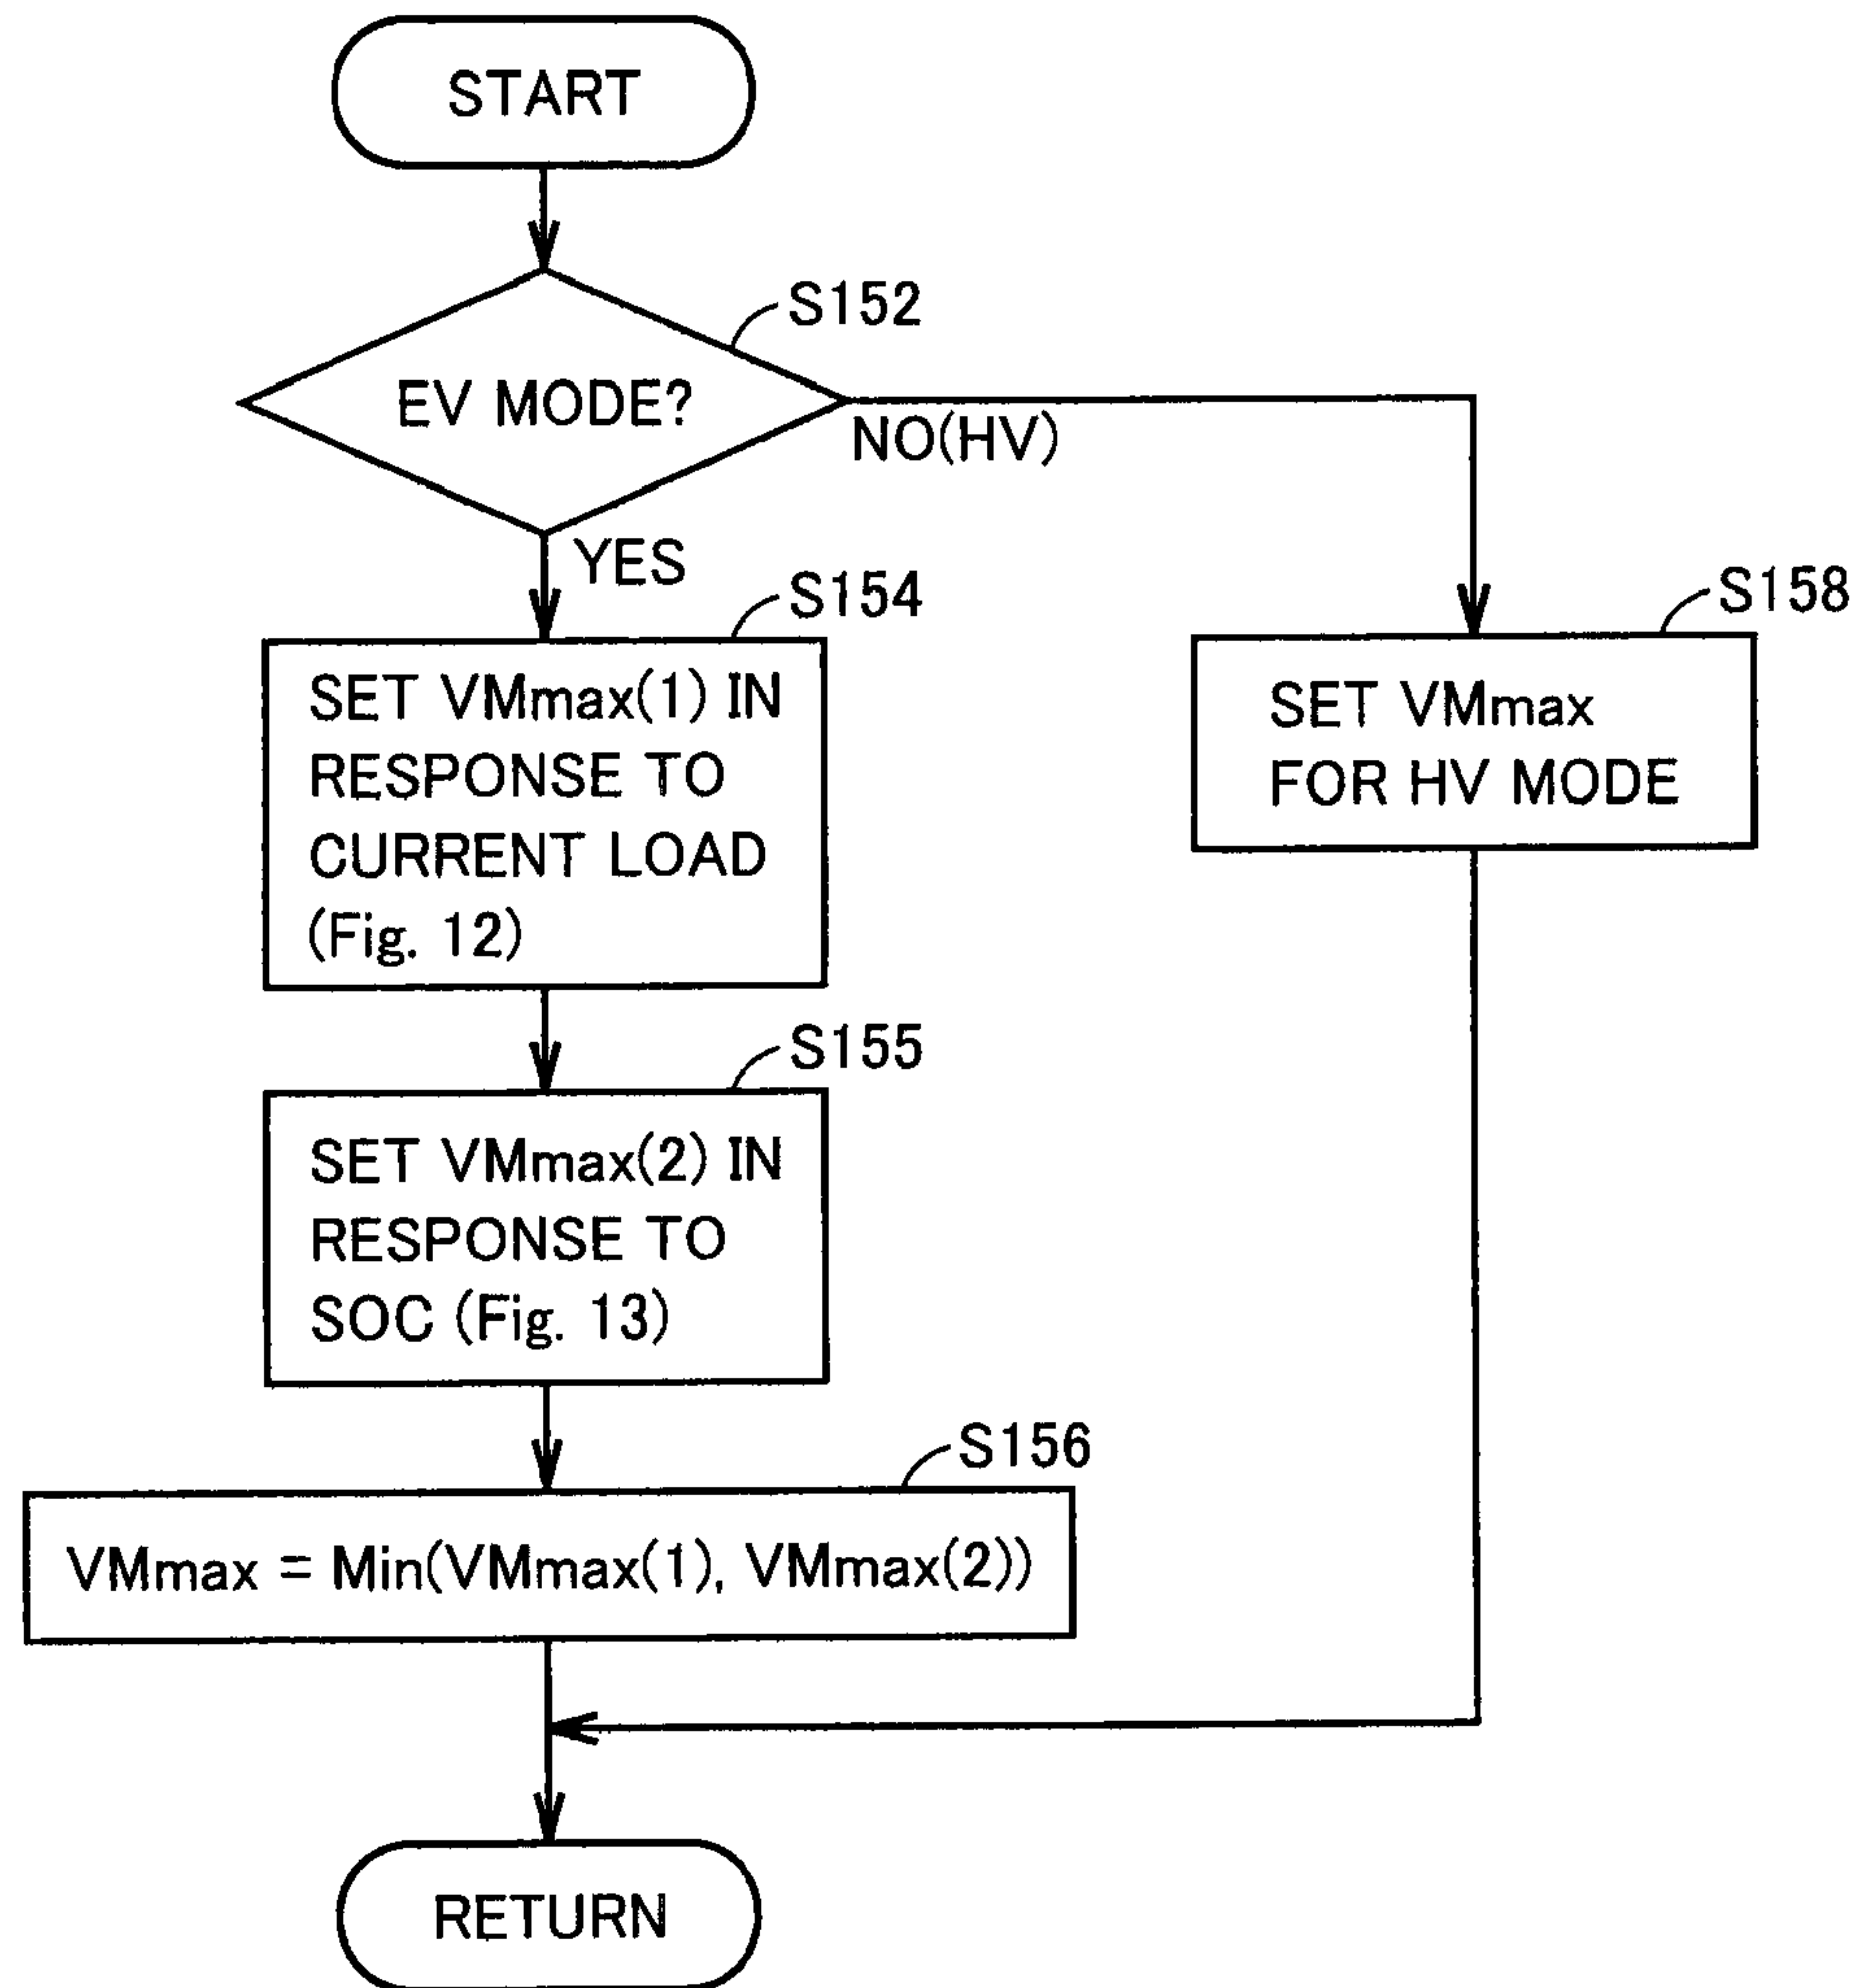 START
S152
EV MODE?
NO(HV)
YES
S154
SET VMmax(1) IN
RESPONSE TO
CURRENT LOAD
(Fig. 12)
S158
SET VMmax
FOR HV MODE
S155
SET VMmax(2) IN
RESPONSE TO
SOC (Fig. 13)
S156
VMmax = Min(VMmax(1), VMmax(2))
RETURN